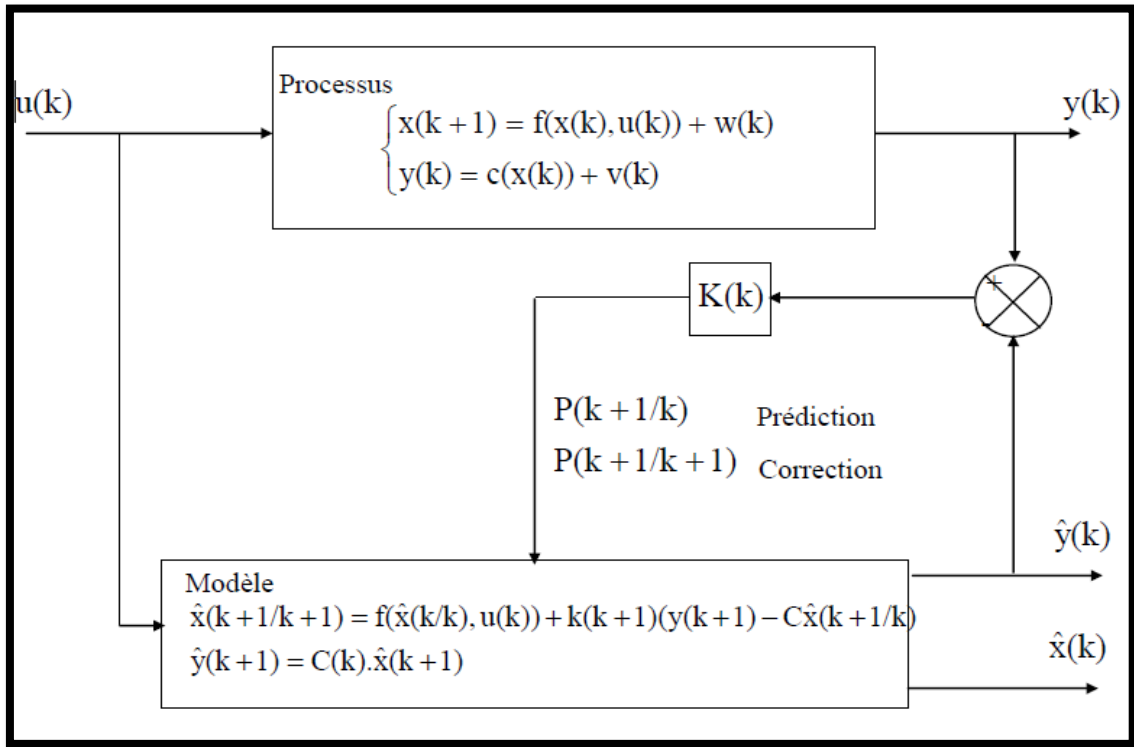 u(k)
Processus
x(k + 1) = f(x(k), u(k)) + w(k)
y(k) = c(x(k)) + v(k)
y(k)
+
-
K(k)
P(k + 1/k) Prédiction
P(k + 1/k + 1) Correction
ŷ(k)
Modèle
x̂(k + 1/k + 1) = f(x̂(k/k), u(k)) + k(k + 1)(y(k + 1) − Cx̂(k + 1/k)
ŷ(k + 1) = C(k).x̂(k + 1)
x̂(k)